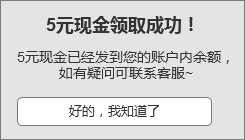 5元现金领取成功！
5元现金已经发到您的账户内余额，
如有疑问可联系客服~
好的，我知道了